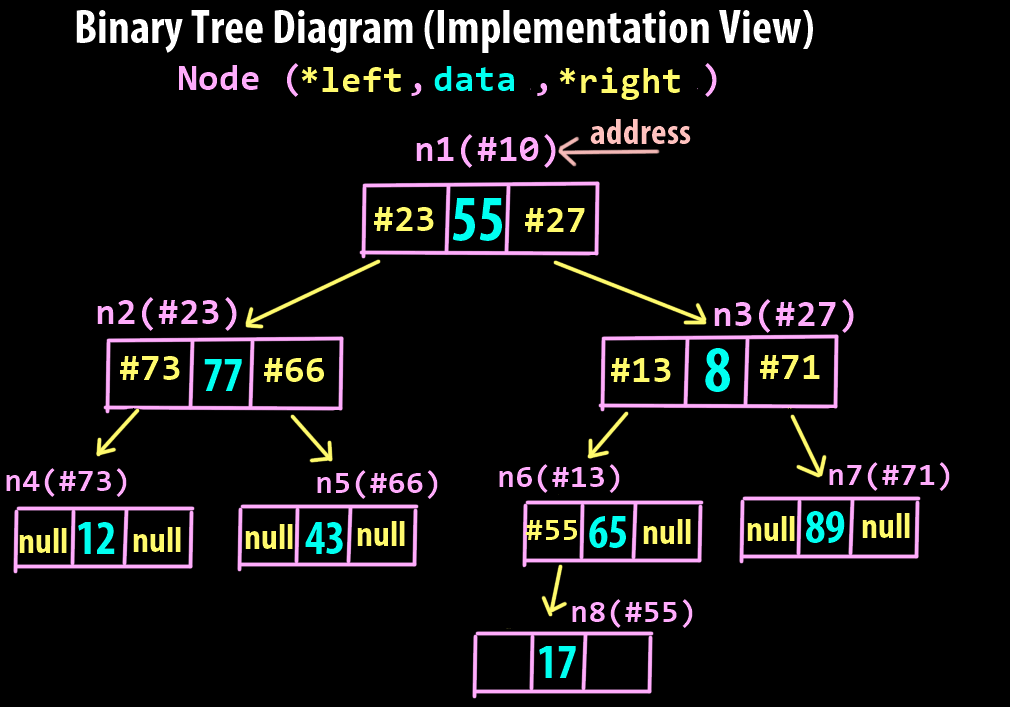 Binary Tree Diagram (Implementation View)
Node (*left,data ,*right )
address
n1(#10)
#23 55 #27
n2(#23)
n3(#27)
#73 77 #66
#13 8 #71
n4(#73)
n5(#66)
n6(#13)
n7(#71)
null 12 null
null 43 null
#55 65 null
null 89 null
n8(#55)
17